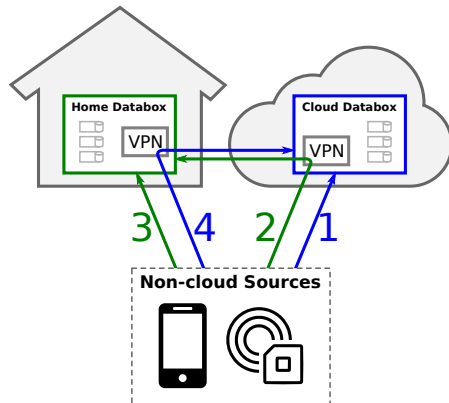 Home Databox
Cloud Databox
VPN
VPN
3
4
2
1
Non-cloud Sources